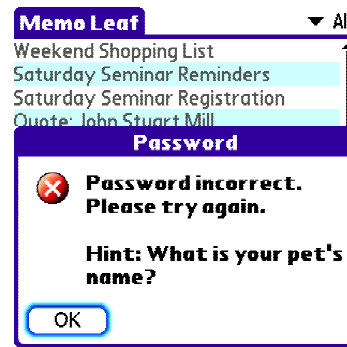 Memo Leaf
Weekend Shopping List
Saturday Seminar Reminders
Saturday Seminar Registration
Quote: John Stuart Mill
Password
Password incorrect.
Please try again.
Hint: What is your pet's
name?
OK